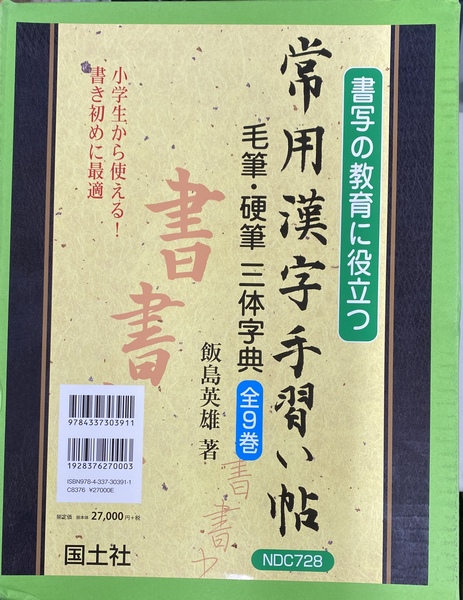 書写の教育に役立つ
常用漢字手習い帖
毛筆・硬筆 三体字典
全9巻
飯島英雄 著
小学生から使える!
書き初めに最適
書
書
書
書
9784337303911
1928376270003
ISBN978-4-337-30391-1
C8376 ¥27000E
27,000円+税
国土社
NDC728